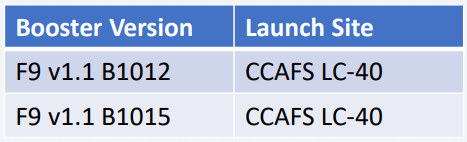 Booster Version Launch Site
F9 v1.1 B1012 CCAFS LC-40
F9 v1.1 B1015 CCAFS LC-40